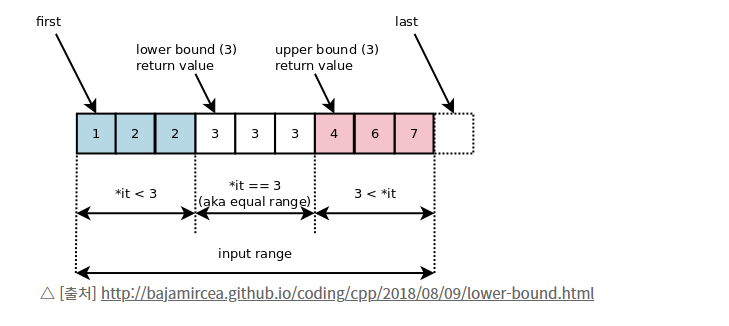 first
last
lower bound (3)
return value
upper bound (3)
return value
1 2 2 3 3 3 4 6 7
*it < 3
*it == 3
(aka equal range)
3 < *it
input range
△ [출처] http://bajamircea.github.io/coding/cpp/2018/08/09/lower-bound.html